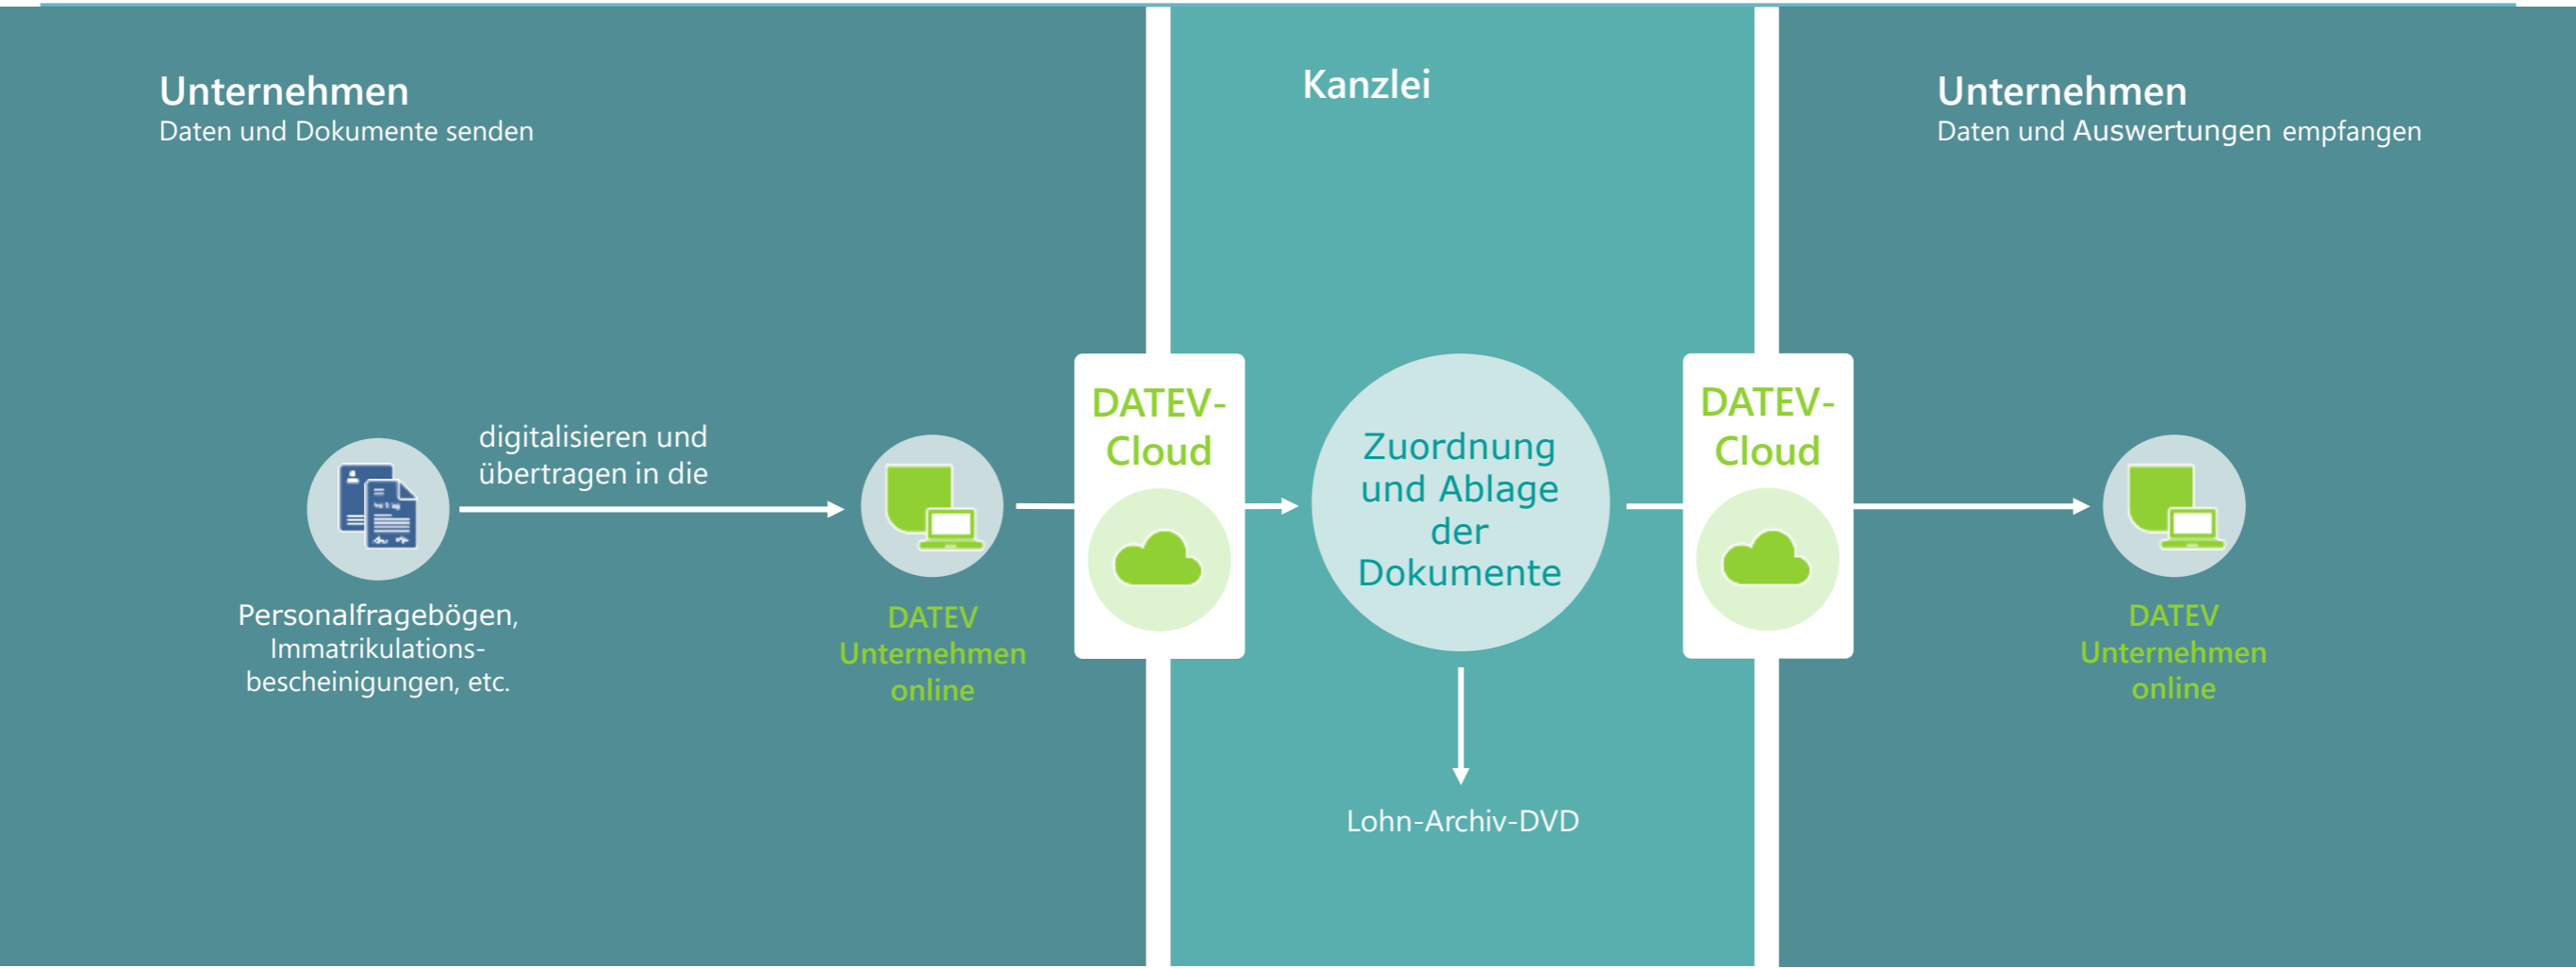 Unternehmen
Daten und Dokumente senden
Kanzlei
Unternehmen
Daten und Auswertungen empfangen
digitalisieren und
übertragen in die
Personalfragebögen,
Immatrikulations-
bescheinigungen, etc.
DATEV
Unternehmen
online
DATEV-
Cloud
Zuordnung
und Ablage
der
Dokumente
Lohn-Archiv-DVD
DATEV-
Cloud
DATEV
Unternehmen
online